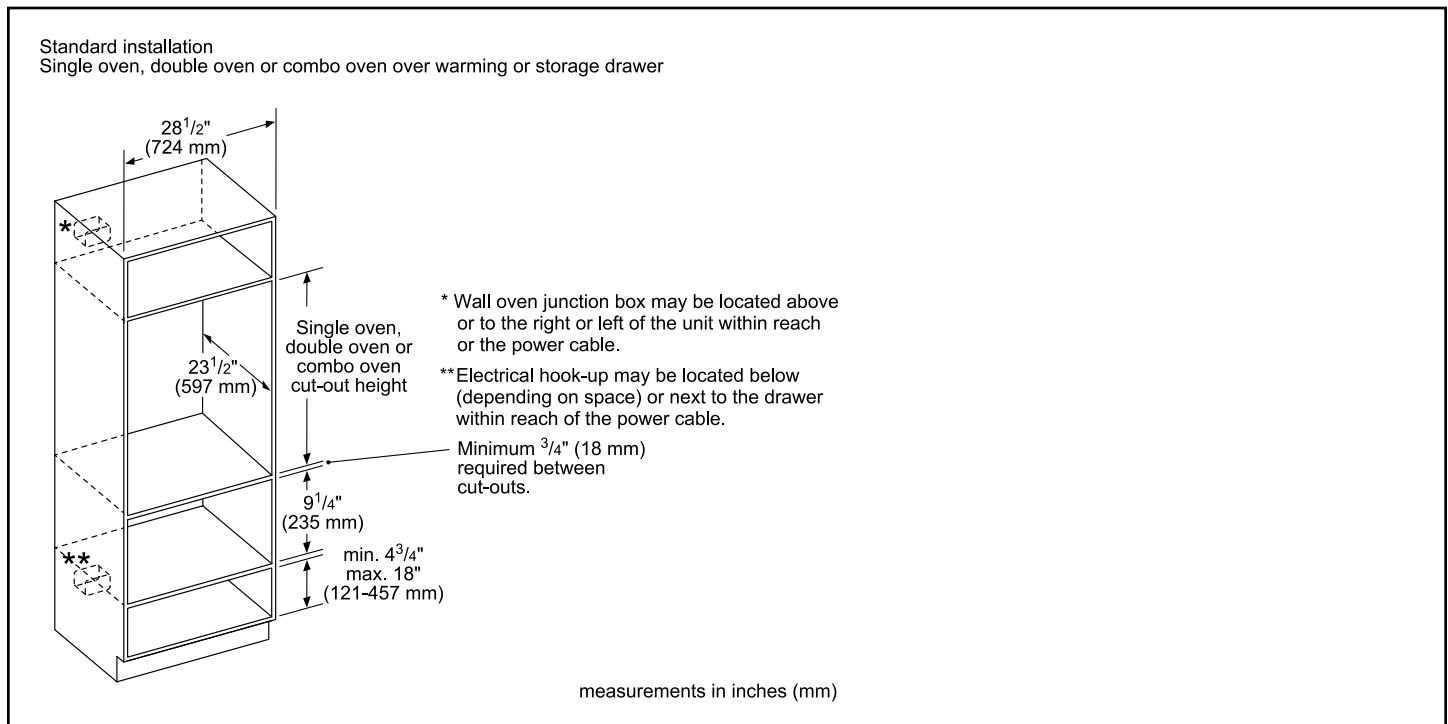 Standard installation
Single oven, double oven or combo oven over warming or storage drawer
28 1/2"
(724 mm)
*
Single oven,
double oven or
combo oven
cut-out height
23 1/2"
(597 mm)
* Wall oven junction box may be located above
or to the right or left of the unit within reach
or the power cable.
**Electrical hook-up may be located below
(depending on space) or next to the drawer
within reach of the power cable.
Minimum 3/4" (18 mm)
required between
cut-outs.
9 1/4"
(235 mm)
**
min. 4 3/4"
max. 18"
(121-457 mm)
measurements in inches (mm)